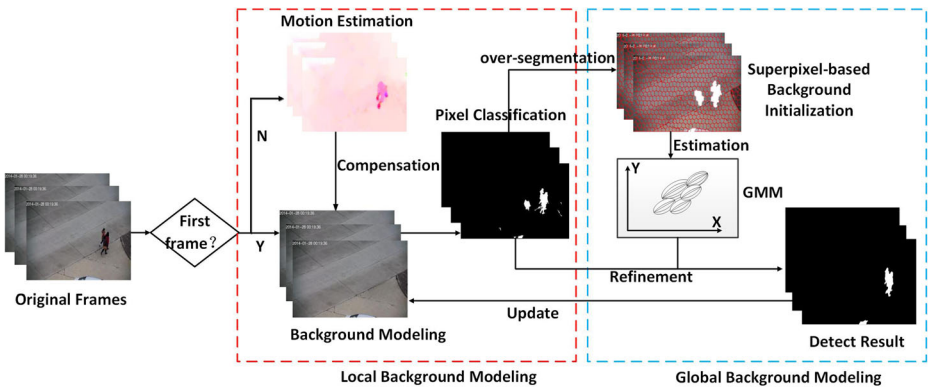 Motion Estimation
over-segmentation
Superpixel-based
Background
Initialization
Pixel Classification
N
Compensation
Estimation
Y
X
GMM
First
frame?
Y
Original Frames
Refinement
Update
Background Modeling
Detect Result
Local Background Modeling
Global Background Modeling